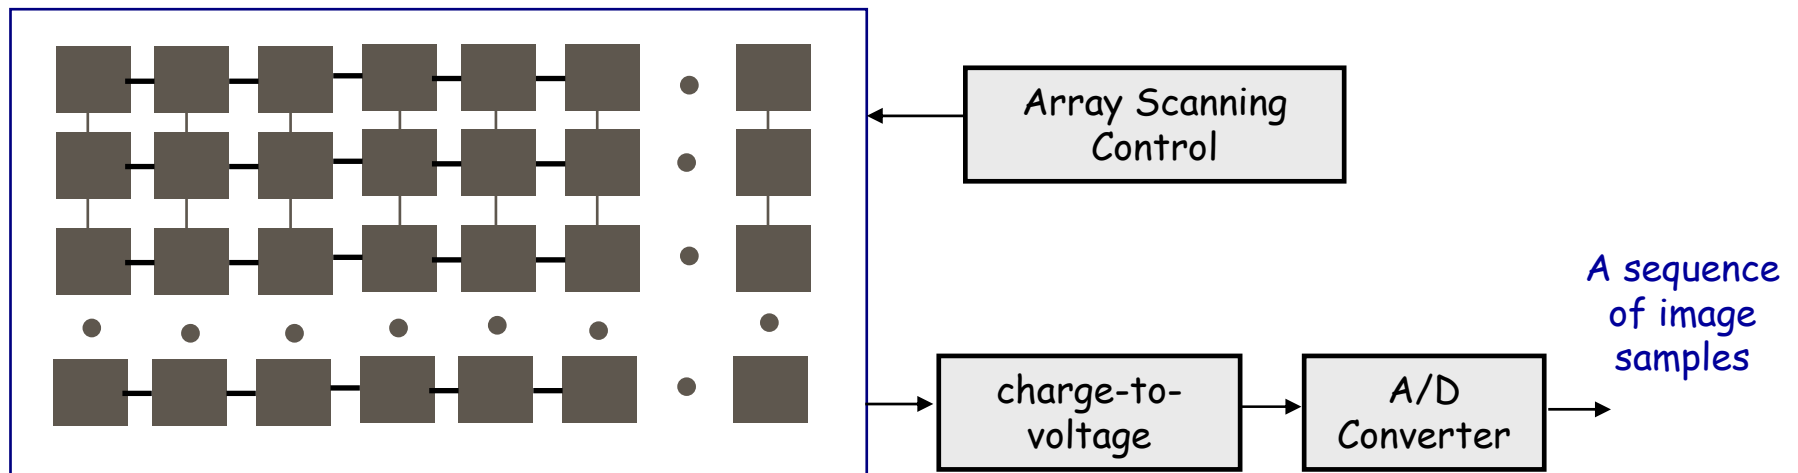 Array Scanning
Control
A sequence
of image
samples
charge-to-
voltage
A/D
Converter